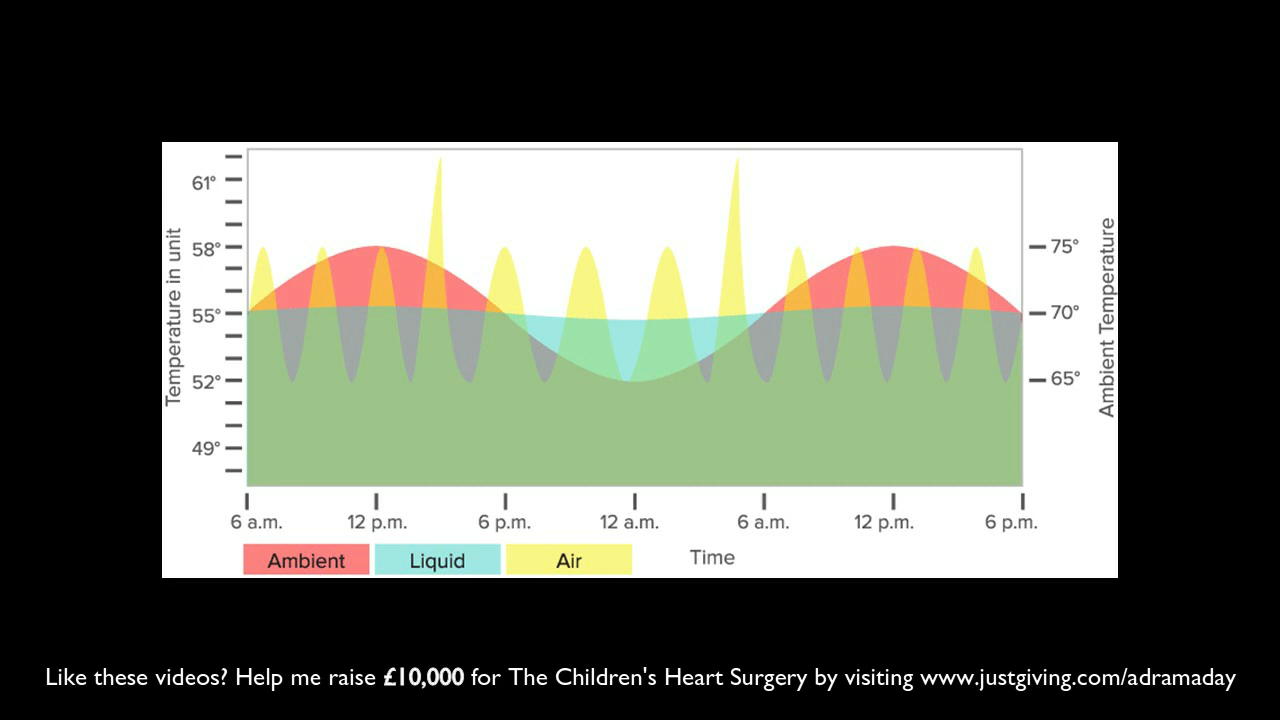 61°
58°
55°
52°
49°
Temperature in unit
75°
70°
65°
Ambient Temperature
6 a.m. 12 p.m. 6 p.m. 12 a.m. 6 a.m. 12 p.m. 6 p.m.
Ambient Liquid Air Time
Like these videos? Help me raise £10,000 for The Children's Heart Surgery by visiting www.justgiving.com/adramaday